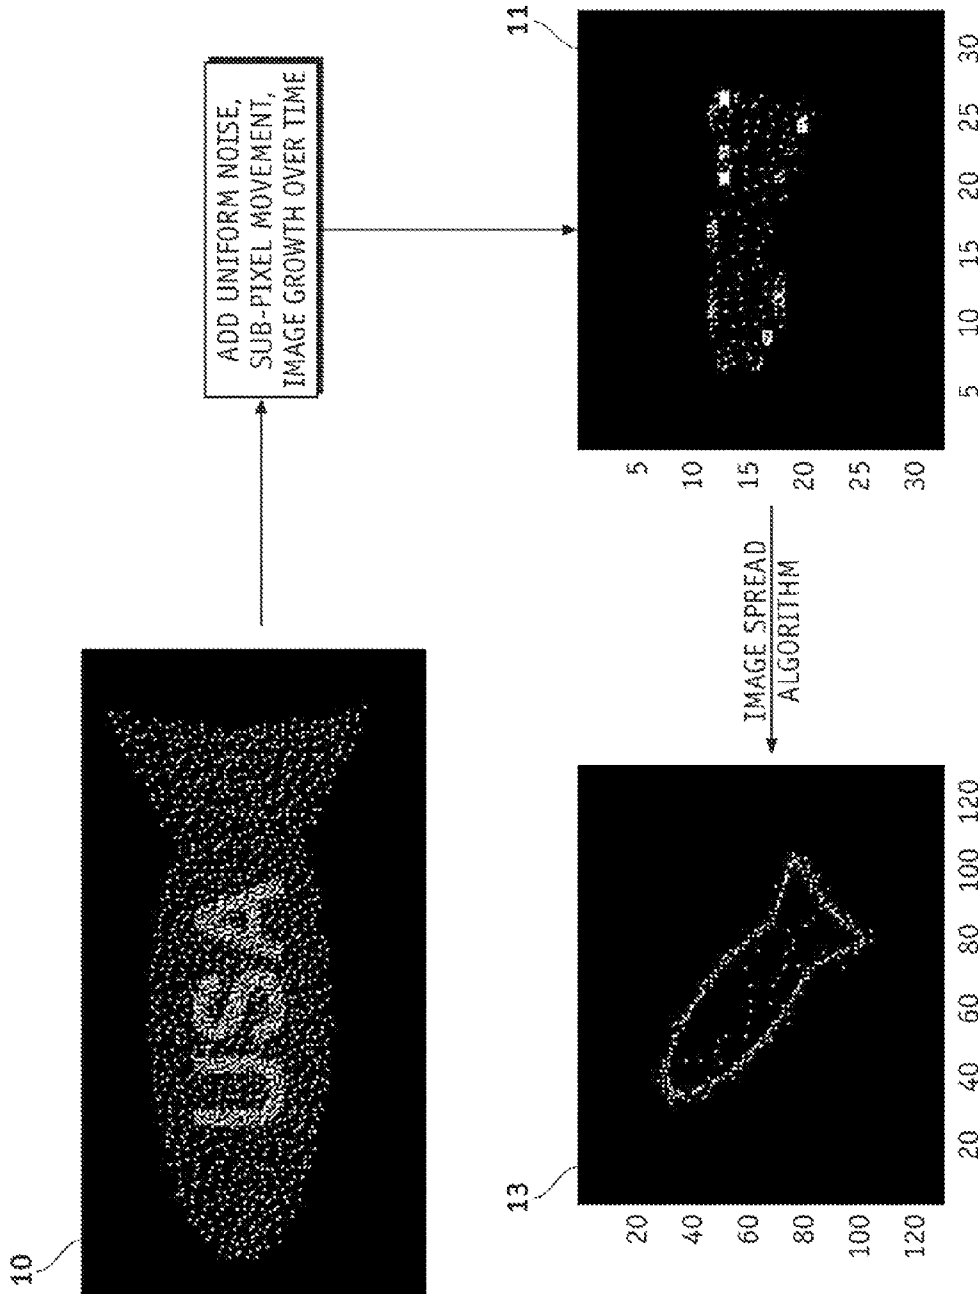 10
USA
ADD UNIFORM NOISE,
SUB-PIXEL MOVEMENT,
IMAGE GROWTH OVER TIME
11
5
10
15
20
25
30
5 10 15 20 25 30
IMAGE SPREAD
ALGORITHM
13
20
40
60
80
100
120
20 40 60 80 100 120